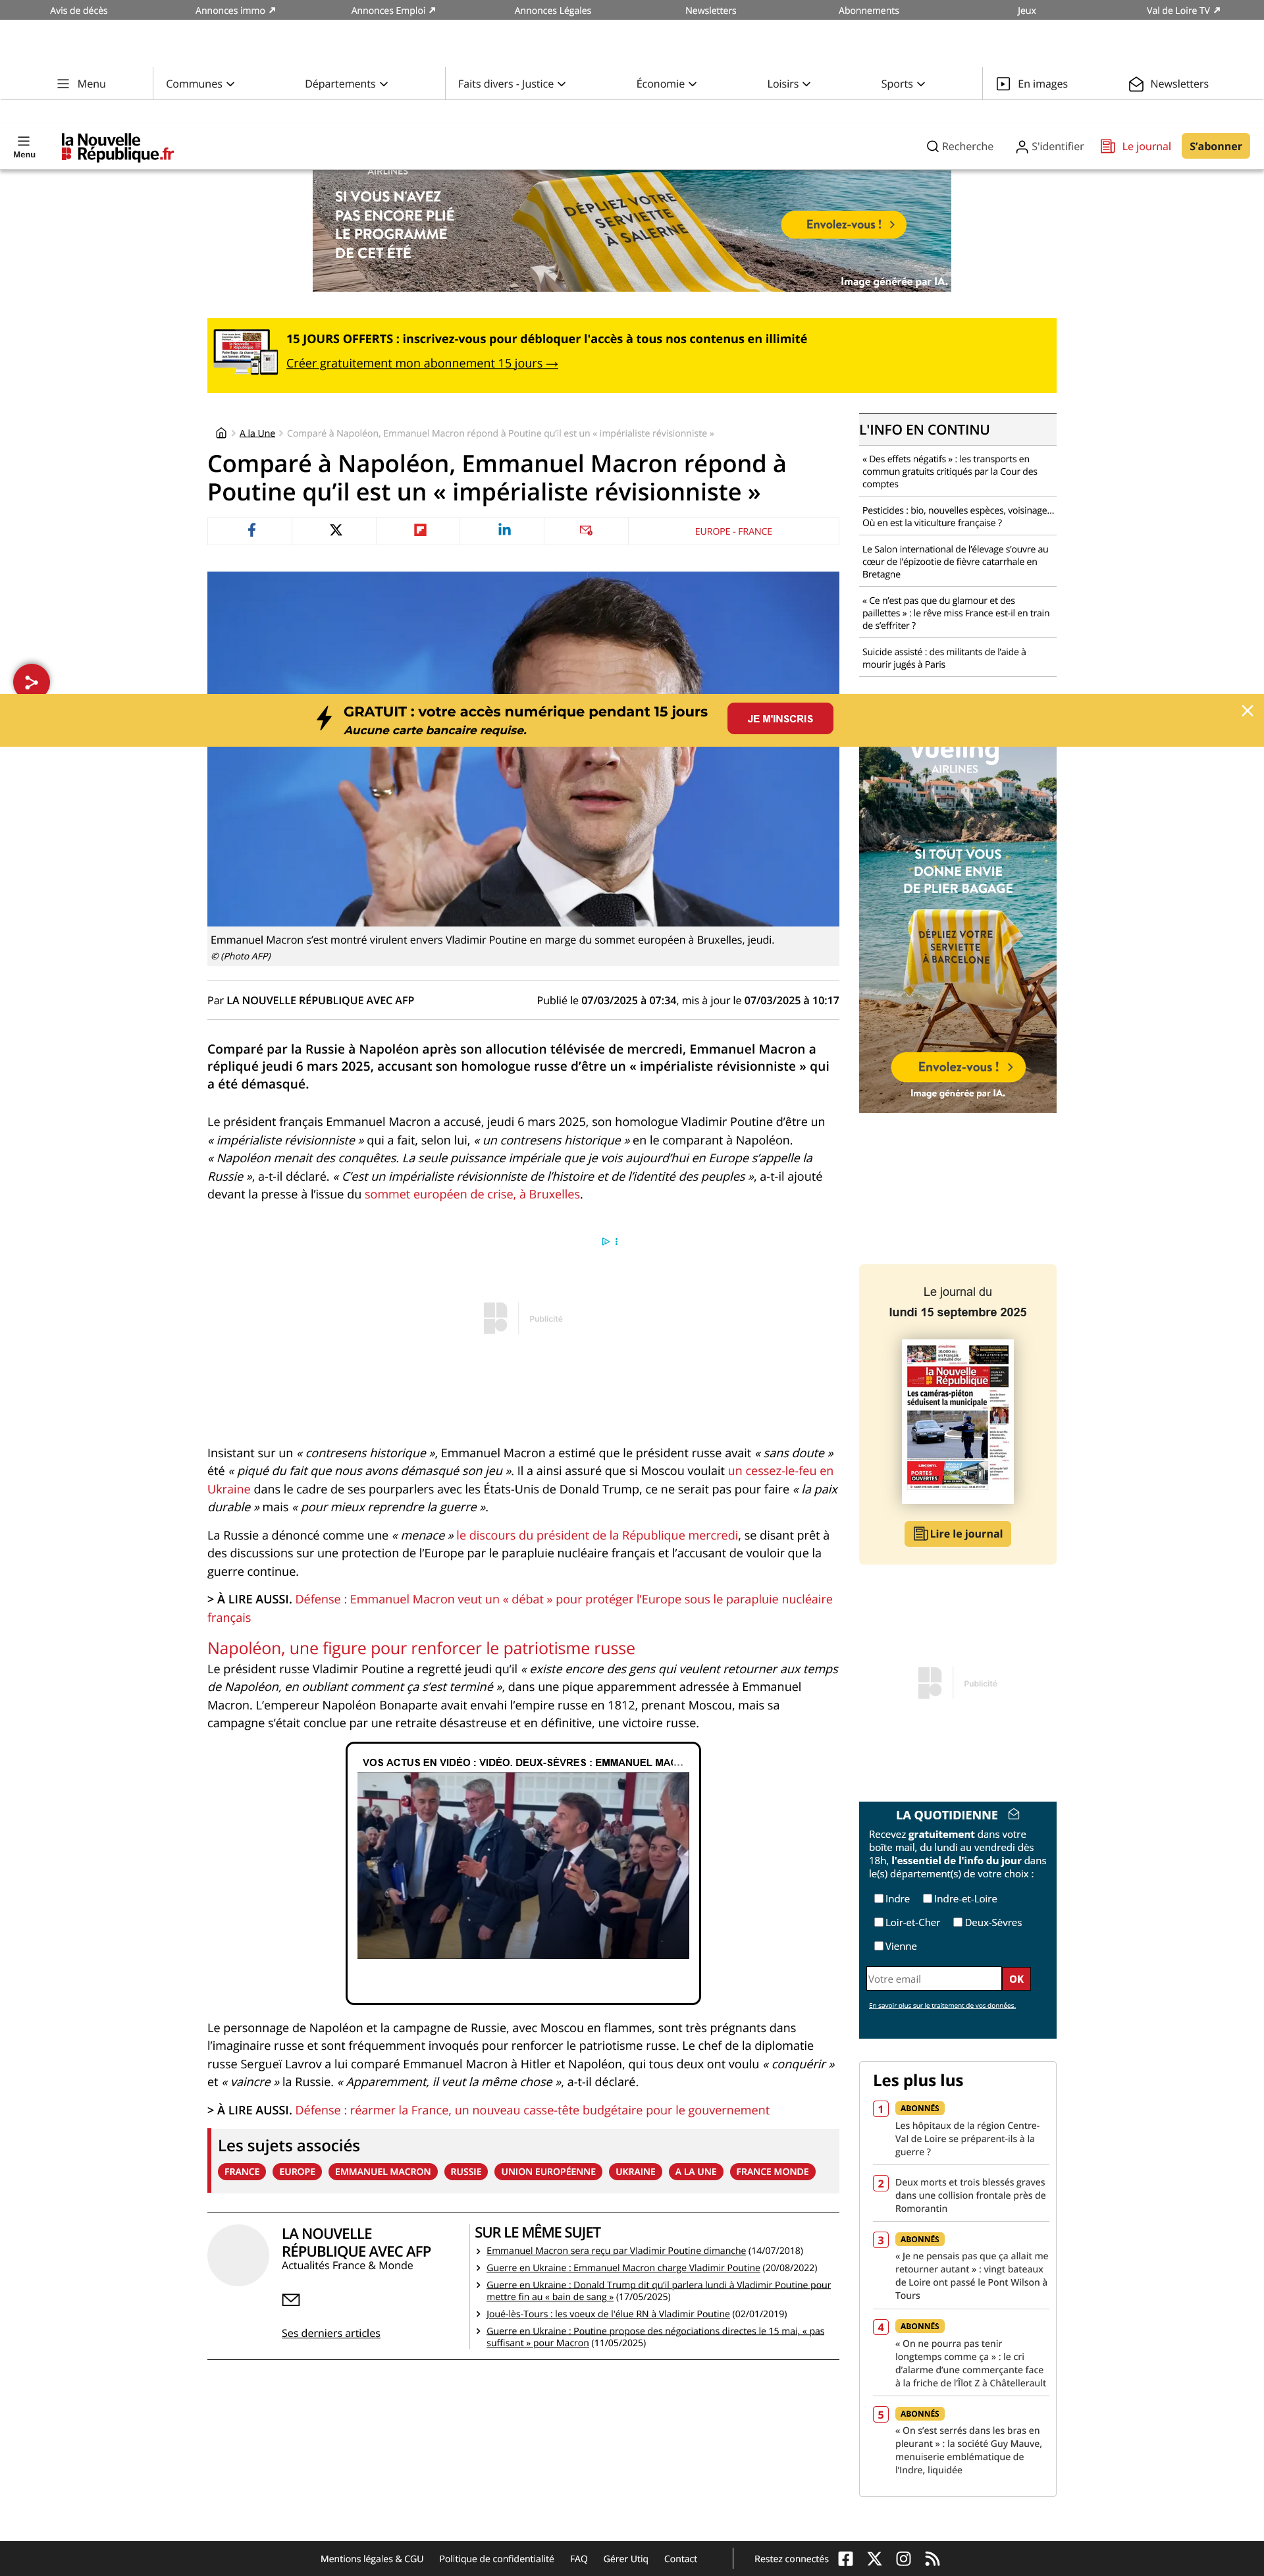 Avis de décès
Annonces immo
Annonces Emploi
Annonces Légales
Newsletters
Abonnements
Jeux
Val de Loire TV
Menu
Communes
Départements
Faits divers - Justice
Économie
Loisirs
Sports
En images
Newsletters
Menu
la Nouvelle
République.fr
Recherche
S'identifier
Le journal
S'abonner
AIRLINES
SI VOUS N'AVEZ
PAS ENCORE PLIÉ
LE PROGRAMME
DE CET ÉTÉ
DÉPLIEZ VOTRE
SERVIETTE
À SALERNE
Envolez-vous !
Image générée par IA.
15 JOURS OFFERTS : inscrivez-vous pour débloquer l'accès à tous nos contenus en illimité
Créer gratuitement mon abonnement 15 jours →
A la Une
Comparé à Napoléon, Emmanuel Macron répond à Poutine qu’il est un « impérialiste révisionniste »
Comparé à Napoléon, Emmanuel Macron répond à
Poutine qu’il est un « impérialiste révisionniste »
EUROPE - FRANCE
GRATUIT : votre accès numérique pendant 15 jours
Aucune carte bancaire requise.
JE M'INSCRIS
Emmanuel Macron s’est montré virulent envers Vladimir Poutine en marge du sommet européen à Bruxelles, jeudi.
© (Photo AFP)
Par LA NOUVELLE RÉPUBLIQUE AVEC AFP
Publié le 07/03/2025 à 07:34, mis à jour le 07/03/2025 à 10:17
Comparé par la Russie à Napoléon après son allocution télévisée de mercredi, Emmanuel Macron a
répliqué jeudi 6 mars 2025, accusant son homologue russe d’être un « impérialiste révisionniste » qui
a été démasqué.
Le président français Emmanuel Macron a accusé, jeudi 6 mars 2025, son homologue Vladimir Poutine d’être un
« impérialiste révisionniste » qui a fait, selon lui, « un contresens historique » en le comparant à Napoléon.
« Napoléon menait des conquêtes. La seule puissance impériale que je vois aujourd’hui en Europe s’appelle la
Russie », a-t-il déclaré. « C’est un impérialiste révisionniste de l’histoire et de l’identité des peuples », a-t-il ajouté
devant la presse à l’issue du sommet européen de crise, à Bruxelles.
Publicité
Insistant sur un « contresens historique », Emmanuel Macron a estimé que le président russe avait « sans doute »
été « piqué du fait que nous avons démasqué son jeu ». Il a ainsi assuré que si Moscou voulait un cessez-le-feu en
Ukraine dans le cadre de ses pourparlers avec les États-Unis de Donald Trump, ce ne serait pas pour faire « la paix
durable » mais « pour mieux reprendre la guerre ».
La Russie a dénoncé comme une « menace » le discours du président de la République mercredi, se disant prêt à
des discussions sur une protection de l’Europe par le parapluie nucléaire français et l’accusant de vouloir que la
guerre continue.
> À LIRE AUSSI. Défense : Emmanuel Macron veut un « débat » pour protéger l’Europe sous le parapluie nucléaire
français
Napoléon, une figure pour renforcer le patriotisme russe
Le président russe Vladimir Poutine a regretté jeudi qu’il « existe encore des gens qui veulent retourner aux temps
de Napoléon, en oubliant comment ça s’est terminé », dans une pique apparemment adressée à Emmanuel
Macron. L’empereur Napoléon Bonaparte avait envahi l’empire russe en 1812, prenant Moscou, mais sa
campagne s’était conclue par une retraite désastreuse et en définitive, une victoire russe.
VOS ACTUS EN VIDÉO : VIDÉO. DEUX-SÈVRES : EMMANUEL MAC...
Le personnage de Napoléon et la campagne de Russie, avec Moscou en flammes, sont très prégnants dans
l’imaginaire russe et sont fréquemment invoqués pour renforcer le patriotisme russe. Le chef de la diplomatie
russe Sergueï Lavrov a lui comparé Emmanuel Macron à Hitler et Napoléon, qui tous deux ont voulu « conquérir »
et « vaincre » la Russie. « Apparemment, il veut la même chose », a-t-il déclaré.
> À LIRE AUSSI. Défense : réarmer la France, un nouveau casse-tête budgétaire pour le gouvernement
Les sujets associés
FRANCE
EUROPE
EMMANUEL MACRON
RUSSIE
UNION EUROPÉENNE
UKRAINE
A LA UNE
FRANCE MONDE
LA NOUVELLE
RÉPUBLIQUE AVEC AFP
Actualités France & Monde
Ses derniers articles
SUR LE MÊME SUJET
Emmanuel Macron sera reçu par Vladimir Poutine dimanche (14/07/2018)
Guerre en Ukraine : Emmanuel Macron charge Vladimir Poutine (20/08/2022)
Guerre en Ukraine : Donald Trump dit qu’il parlera lundi à Vladimir Poutine pour
mettre fin au « bain de sang » (17/05/2025)
Joué-lès-Tours : les voeux de l'élue RN à Vladimir Poutine (02/01/2019)
Guerre en Ukraine : Poutine propose des négociations directes le 15 mai, « pas
suffisant » pour Macron (11/05/2025)
L'INFO EN CONTINU
« Des effets négatifs » : les transports en
commun gratuits critiqués par la Cour des
comptes
Pesticides : bio, nouvelles espèces, voisinage…
Où en est la viticulture française ?
Le Salon international de l'élevage s’ouvre au
cœur de l’épizootie de fièvre catarrhale en
Bretagne
« Ce n’est pas que du glamour et des
paillettes » : le rêve miss France est-il en train
de s’effriter ?
Suicide assisté : des militants de l’aide à
mourir jugés à Paris
vueling
AIRLINES
SI TOUT VOUS
DONNE ENVIE
DE PLIER BAGAGE
DÉPLIEZ VOTRE
SERVIETTE
À BARCELONE
Envolez-vous !
Image générée par IA.
Le journal du
lundi 15 septembre 2025
la Nouvelle
République
Les caméras-piéton
séduisent la municipale
PORTES
OUVERTES
Lire le journal
Publicité
LA QUOTIDIENNE
Recevez gratuitement dans votre
boîte mail, du lundi au vendredi dès
18h, l'essentiel de l'info du jour dans
le(s) département(s) de votre choix :
Indre
Indre-et-Loire
Loir-et-Cher
Deux-Sèvres
Vienne
Votre email
OK
En savoir plus sur le traitement de vos données.
Les plus lus
1
ABONNÉS
Les hôpitaux de la région Centre-
Val de Loire se préparent-ils à la
guerre ?
2
Deux morts et trois blessés graves
dans une collision frontale près de
Romorantin
3
ABONNÉS
« Je ne pensais pas que ça allait me
retourner autant » : vingt bateaux
de Loire ont passé le Pont Wilson à
Tours
4
ABONNÉS
« On ne pourra pas tenir
longtemps comme ça » : le cri
d’alarme d’une commerçante face
à la friche de l’Îlot Z à Châtellerault
5
ABONNÉS
« On s’est serrés dans les bras en
pleurant » : la société Guy Mauve,
menuiserie emblématique de
l’Indre, liquidée
Mentions légales & CGU
Politique de confidentialité
FAQ
Gérer Utiq
Contact
Restez connectés